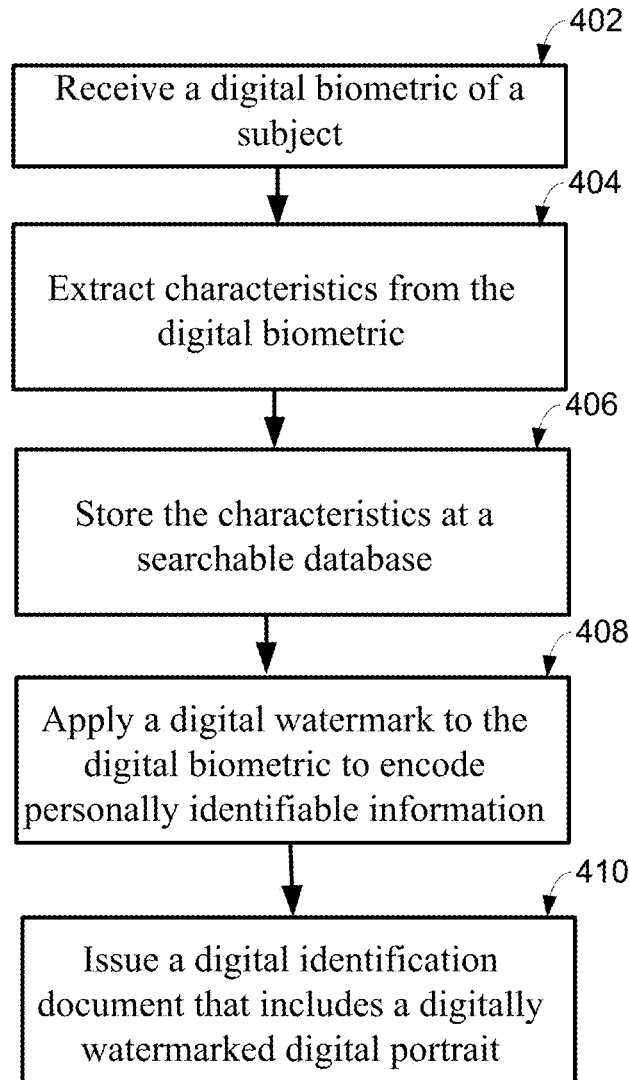 402
Receive a digital biometric of a
subject
404
Extract characteristics from the
digital biometric
406
Store the characteristics at a
searchable database
408
Apply a digital watermark to the
digital biometric to encode
personally identifiable information
410
Issue a digital identification
document that includes a digitally
watermarked digital portrait